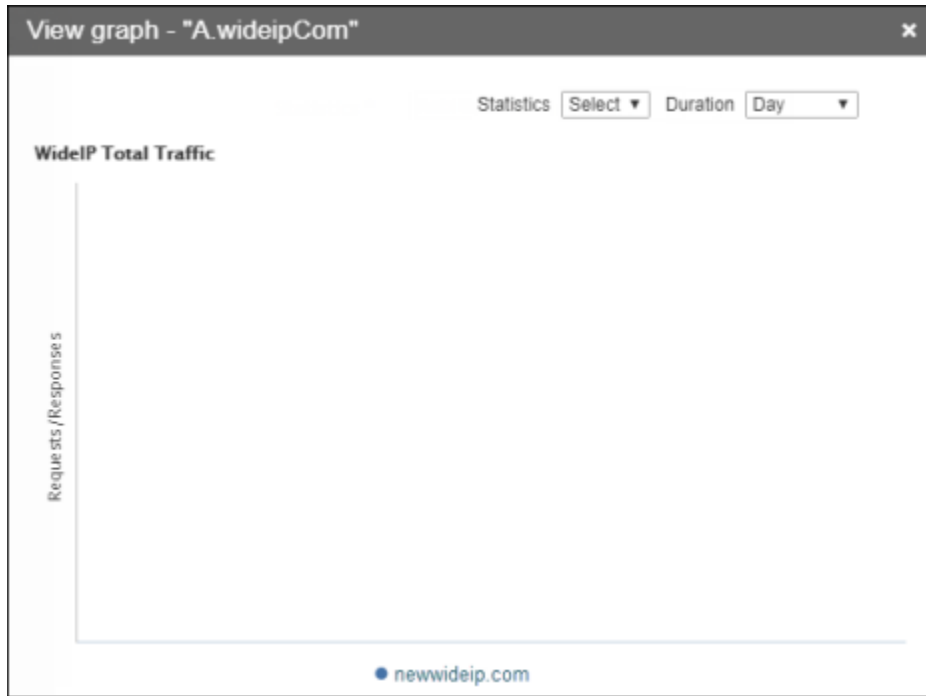 View graph - "A.wideipCom" ×
Statistics Select ▼ Duration Day ▼
WideIP Total Traffic
Requests/Responses
newwideip.com